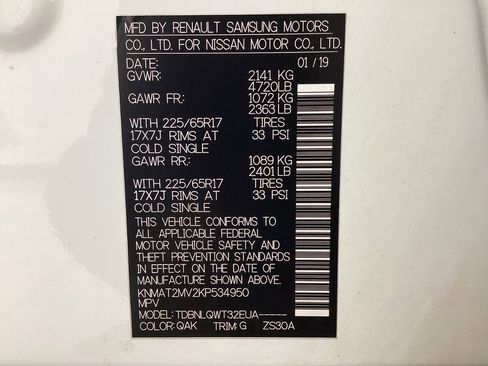 MFD BY RENAULT SAMSUNG MOTORS
CO., LTD. FOR NISSAN MOTOR CO., LTD.
DATE: 01/19
GVWR: 2141 KG
4720LB
GAWR FR: 1072 KG
2363 LB
WITH 225/65R17 TIRES
17X7J RIMS AT 33 PSI
COLD SINGLE
GAWR RR: 1089 KG
2401 LB
WITH 225/65R17 TIRES
17X7J RIMS AT 33 PSI
COLD SINGLE
THIS VEHICLE CONFORMS TO
ALL APPLICABLE FEDERAL
MOTOR VEHICLE SAFETY AND
THEFT PREVENTION STANDARDS
IN EFFECT ON THE DATE OF
MANUFACTURE SHOWN ABOVE.
KNMAT2MV2KP534950
MPV
MODEL: TDBNLQWT32EUA------
COLOR: QAK TRIM: G ZS30A